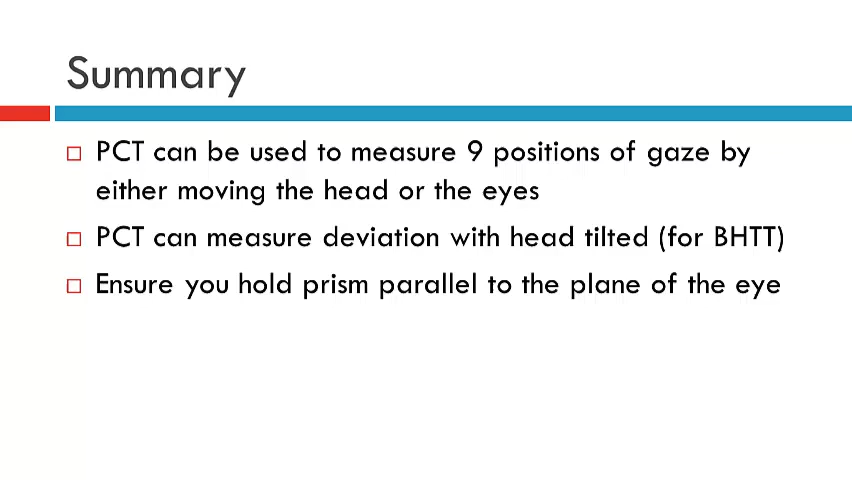 Summary
PCT can be used to measure 9 positions of gaze by
either moving the head or the eyes
PCT can measure deviation with head tilted (for BHTT)
Ensure you hold prism parallel to the plane of the eye